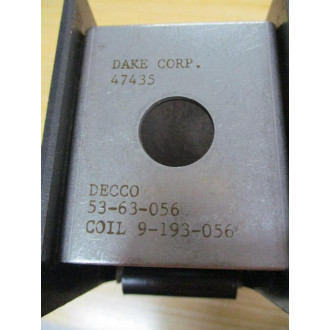 DAKE CORP.
47435
DECCO
53-63-056
COIL 9-193-056